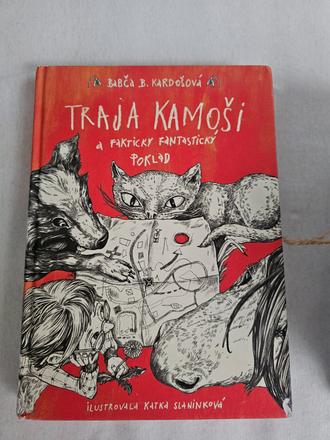 BABČA B. KARDOŠOVÁ
TRAJA KAMOŠI
A FAKTICKY FANTASTICKÝ
POKLAD
ILUSTROVALA KATKA SLANINKOVÁ